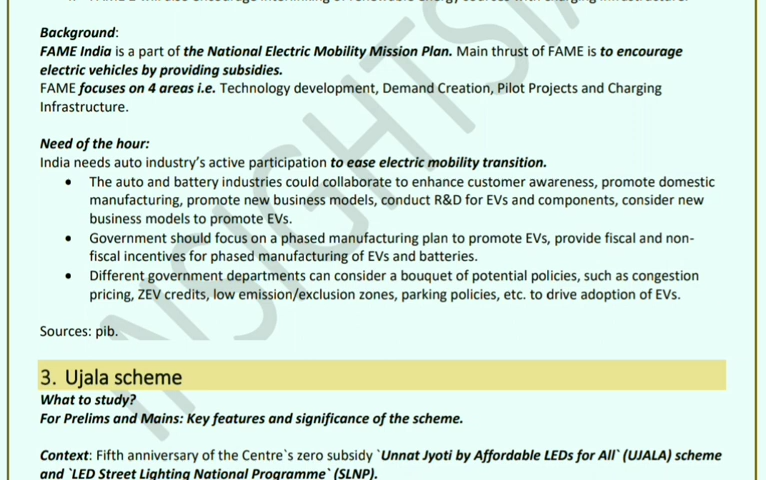 Background:
FAME India is a part of the National Electric Mobility Mission Plan. Main thrust of FAME is to encourage
electric vehicles by providing subsidies.
FAME focuses on 4 areas i.e. Technology development, Demand Creation, Pilot Projects and Charging
Infrastructure.
Need of the hour:
India needs auto industry's active participation to ease electric mobility transition.
• The auto and battery industries could collaborate to enhance customer awareness, promote domestic
manufacturing, promote new business models, conduct R&D for EVs and components, consider new
business models to promote EVs.
• Government should focus on a phased manufacturing plan to promote EVs, provide fiscal and non-
fiscal incentives for phased manufacturing of EVs and batteries.
• Different government departments can consider a bouquet of potential policies, such as congestion
pricing, ZEV credits, low emission/exclusion zones, parking policies, etc. to drive adoption of EVs.
Sources: pib.
3. Ujala scheme
What to study?
For Prelims and Mains: Key features and significance of the scheme.
Context: Fifth anniversary of the Centre`s zero subsidy `Unnat Jyoti by Affordable LEDs for All` (UJALA) scheme
and `LED Street Lighting National Programme` (SLNP).
INSIGHTSIA